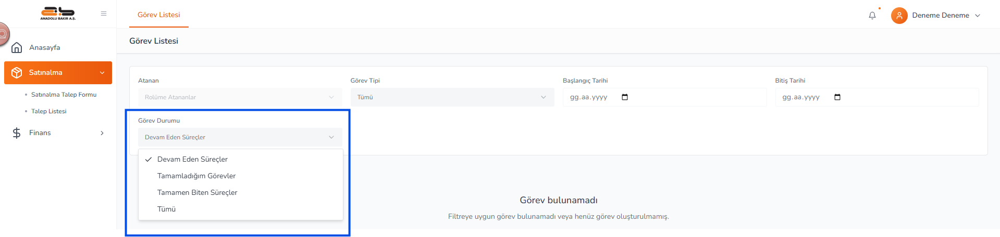 ANADOLU BAKIR A.Ş.
Görev Listesi
Deneme Deneme
Görev Listesi
Anasayfa
Satınalma
Satınalma Talep Formu
Talep Listesi
Finans
Atanan
Görev Tipi
Başlangıç Tarihi
Bitiş Tarihi
Rolüme Atananlar
Tümü
gg.aa.yyyy
gg.aa.yyyy
Görev Durumu
Devam Eden Süreçler
Devam Eden Süreçler
Tamamladığım Görevler
Tamamen Biten Süreçler
Tümü
Görev bulunamadı
Filtreye uygun görev bulunamadı veya henüz görev oluşturulmamış.